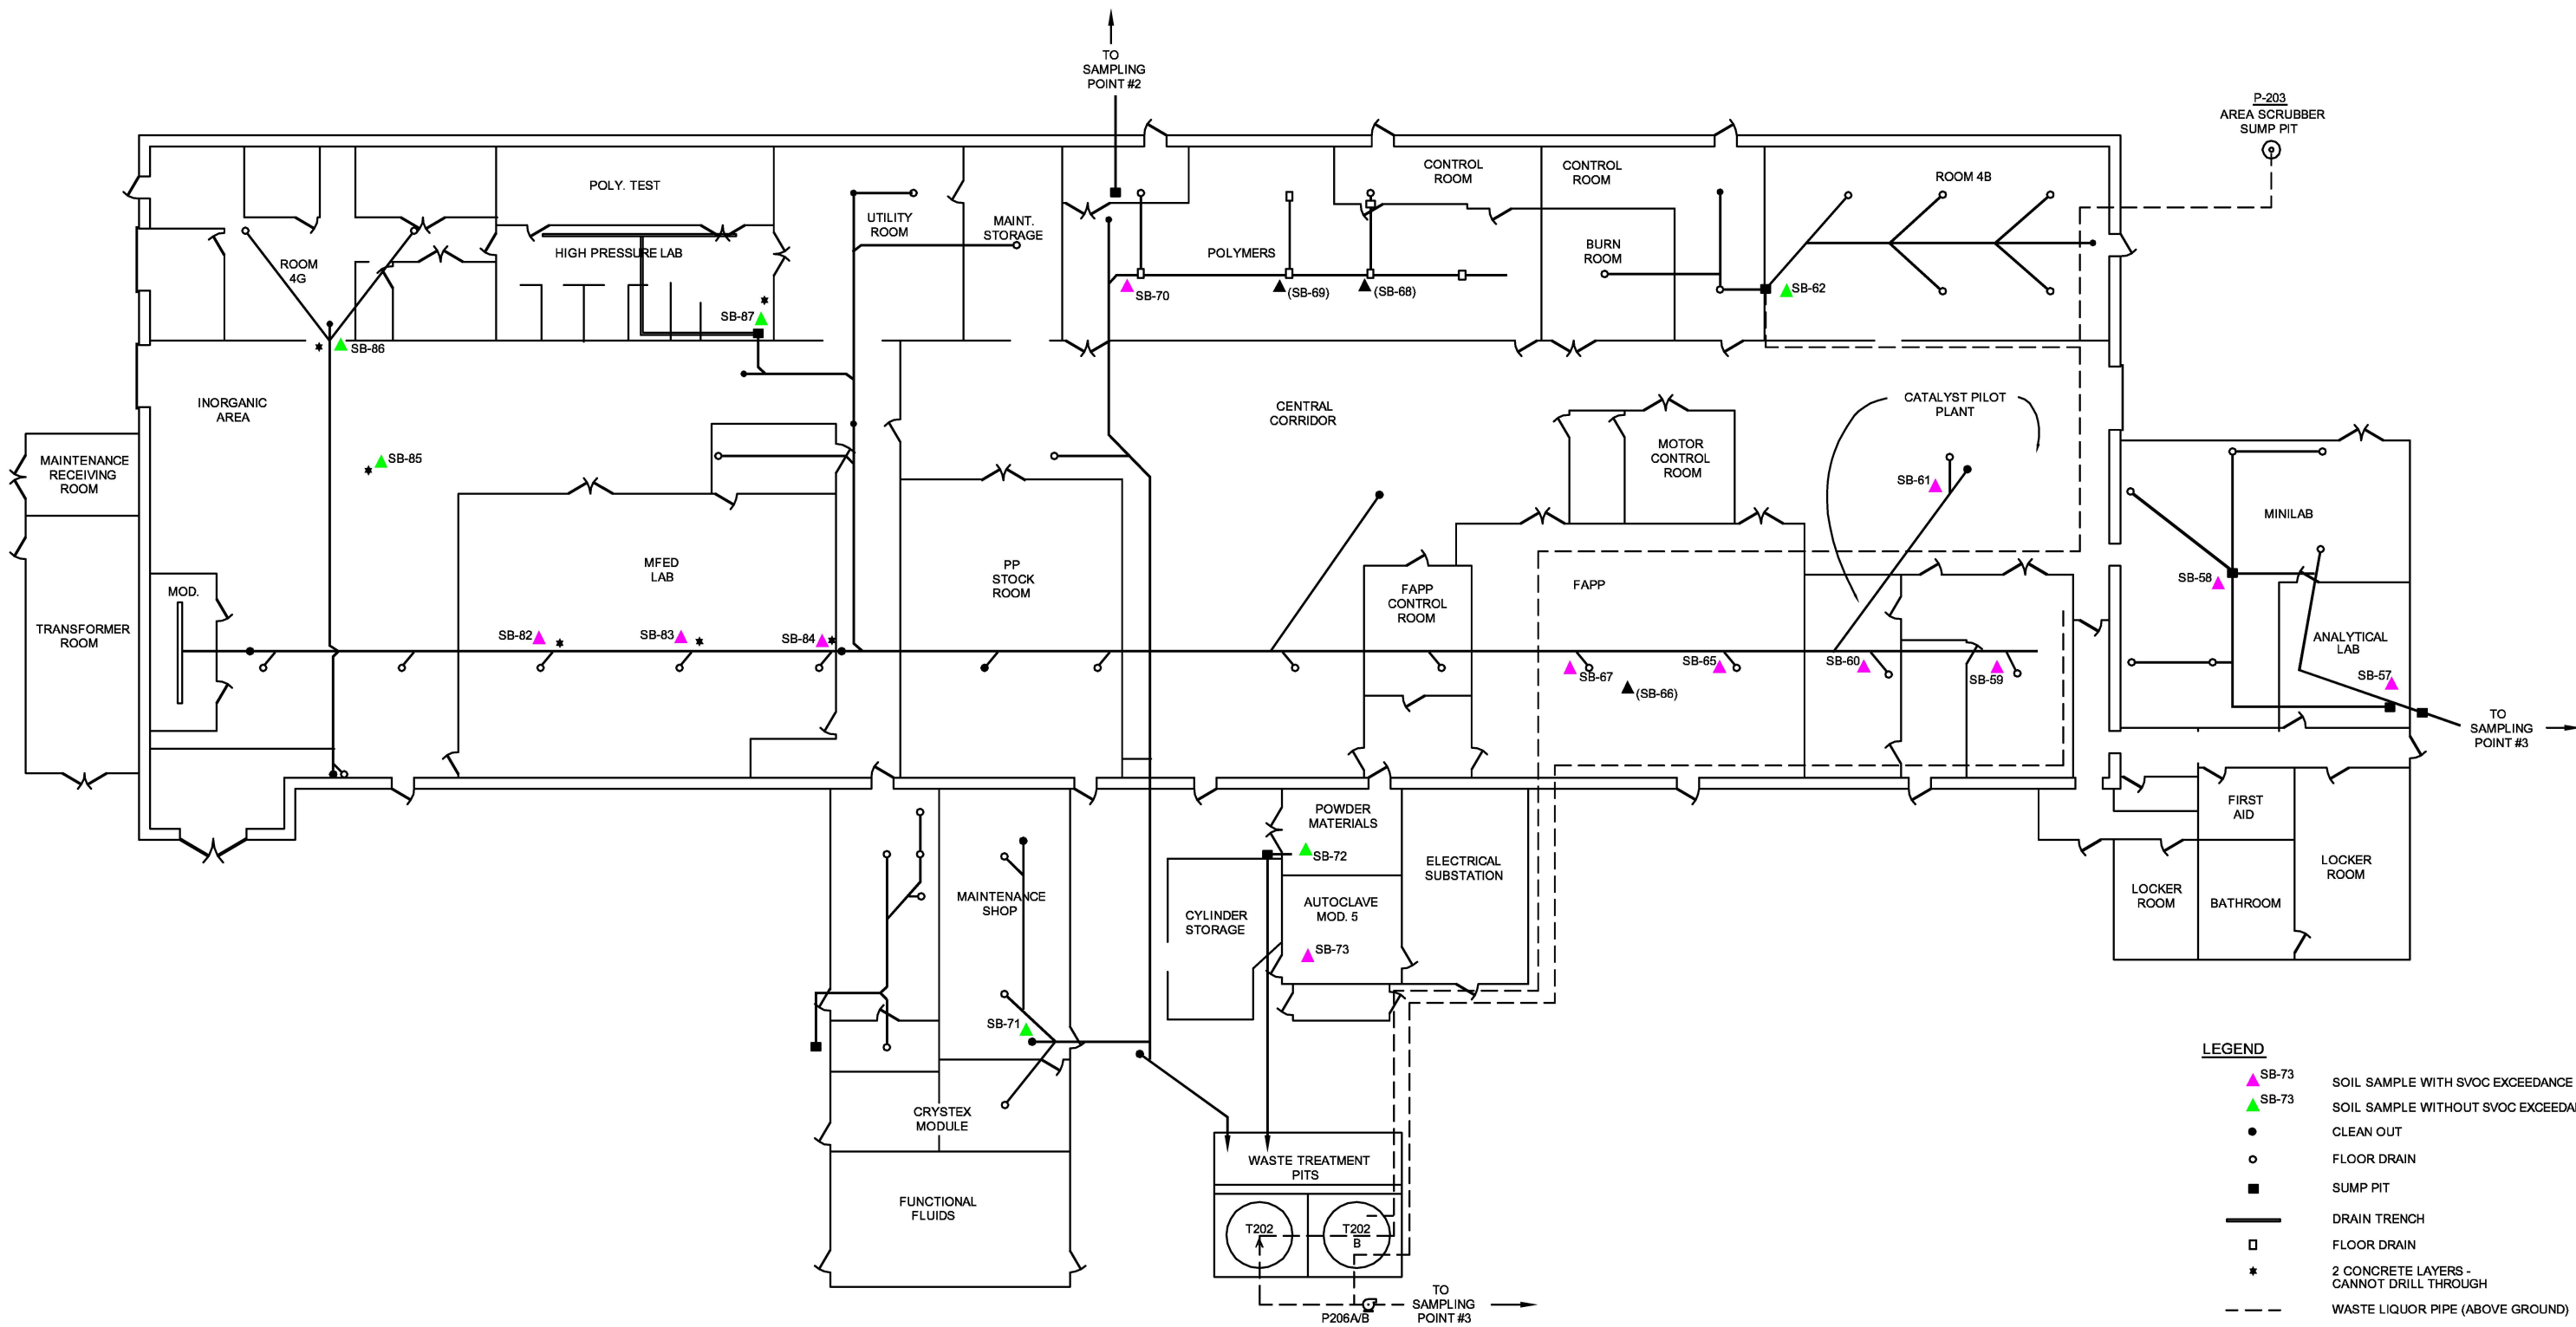 TO
SAMPLING
POINT #2
P-203
AREA SCRUBBER
SUMP PIT
POLY. TEST
UTILITY
ROOM
MAINT.
STORAGE
CONTROL
ROOM
CONTROL
ROOM
ROOM 4B
HIGH PRESSURE LAB
ROOM
4G
POLYMERS
BURN
ROOM
SB-70
(SB-69)
(SB-68)
SB-62
SB-87
SB-86
INORGANIC
AREA
CENTRAL
CORRIDOR
CATALYST PILOT
PLANT
MAINTENANCE
RECEIVING
ROOM
SB-85
MOTOR
CONTROL
ROOM
SB-61
MINILAB
MFED
LAB
PP
STOCK
ROOM
FAPP
CONTROL
ROOM
FAPP
SB-58
MOD.
TRANSFORMER
ROOM
SB-82
SB-83
SB-84
SB-67
SB-65
(SB-66)
SB-60
SB-59
ANALYTICAL
LAB
SB-57
TO
SAMPLING
POINT #3
POWDER
MATERIALS
SB-72
ELECTRICAL
SUBSTATION
FIRST
AID
LOCKER
ROOM
LOCKER
ROOM
BATHROOM
MAINTENANCE
SHOP
CYLINDER
STORAGE
AUTOCLAVE
MOD. 5
SB-73
SB-71
CRYSTEX
MODULE
FUNCTIONAL
FLUIDS
WASTE TREATMENT
PITS
T202
T202
B
P206A/B
TO
SAMPLING
POINT #3
LEGEND
SB-73 SOIL SAMPLE WITH SVOC EXCEEDANCE
SB-73 SOIL SAMPLE WITHOUT SVOC EXCEEDA
CLEAN OUT
FLOOR DRAIN
SUMP PIT
DRAIN TRENCH
FLOOR DRAIN
2 CONCRETE LAYERS -
CANNOT DRILL THROUGH
WASTE LIQUOR PIPE (ABOVE GROUND)